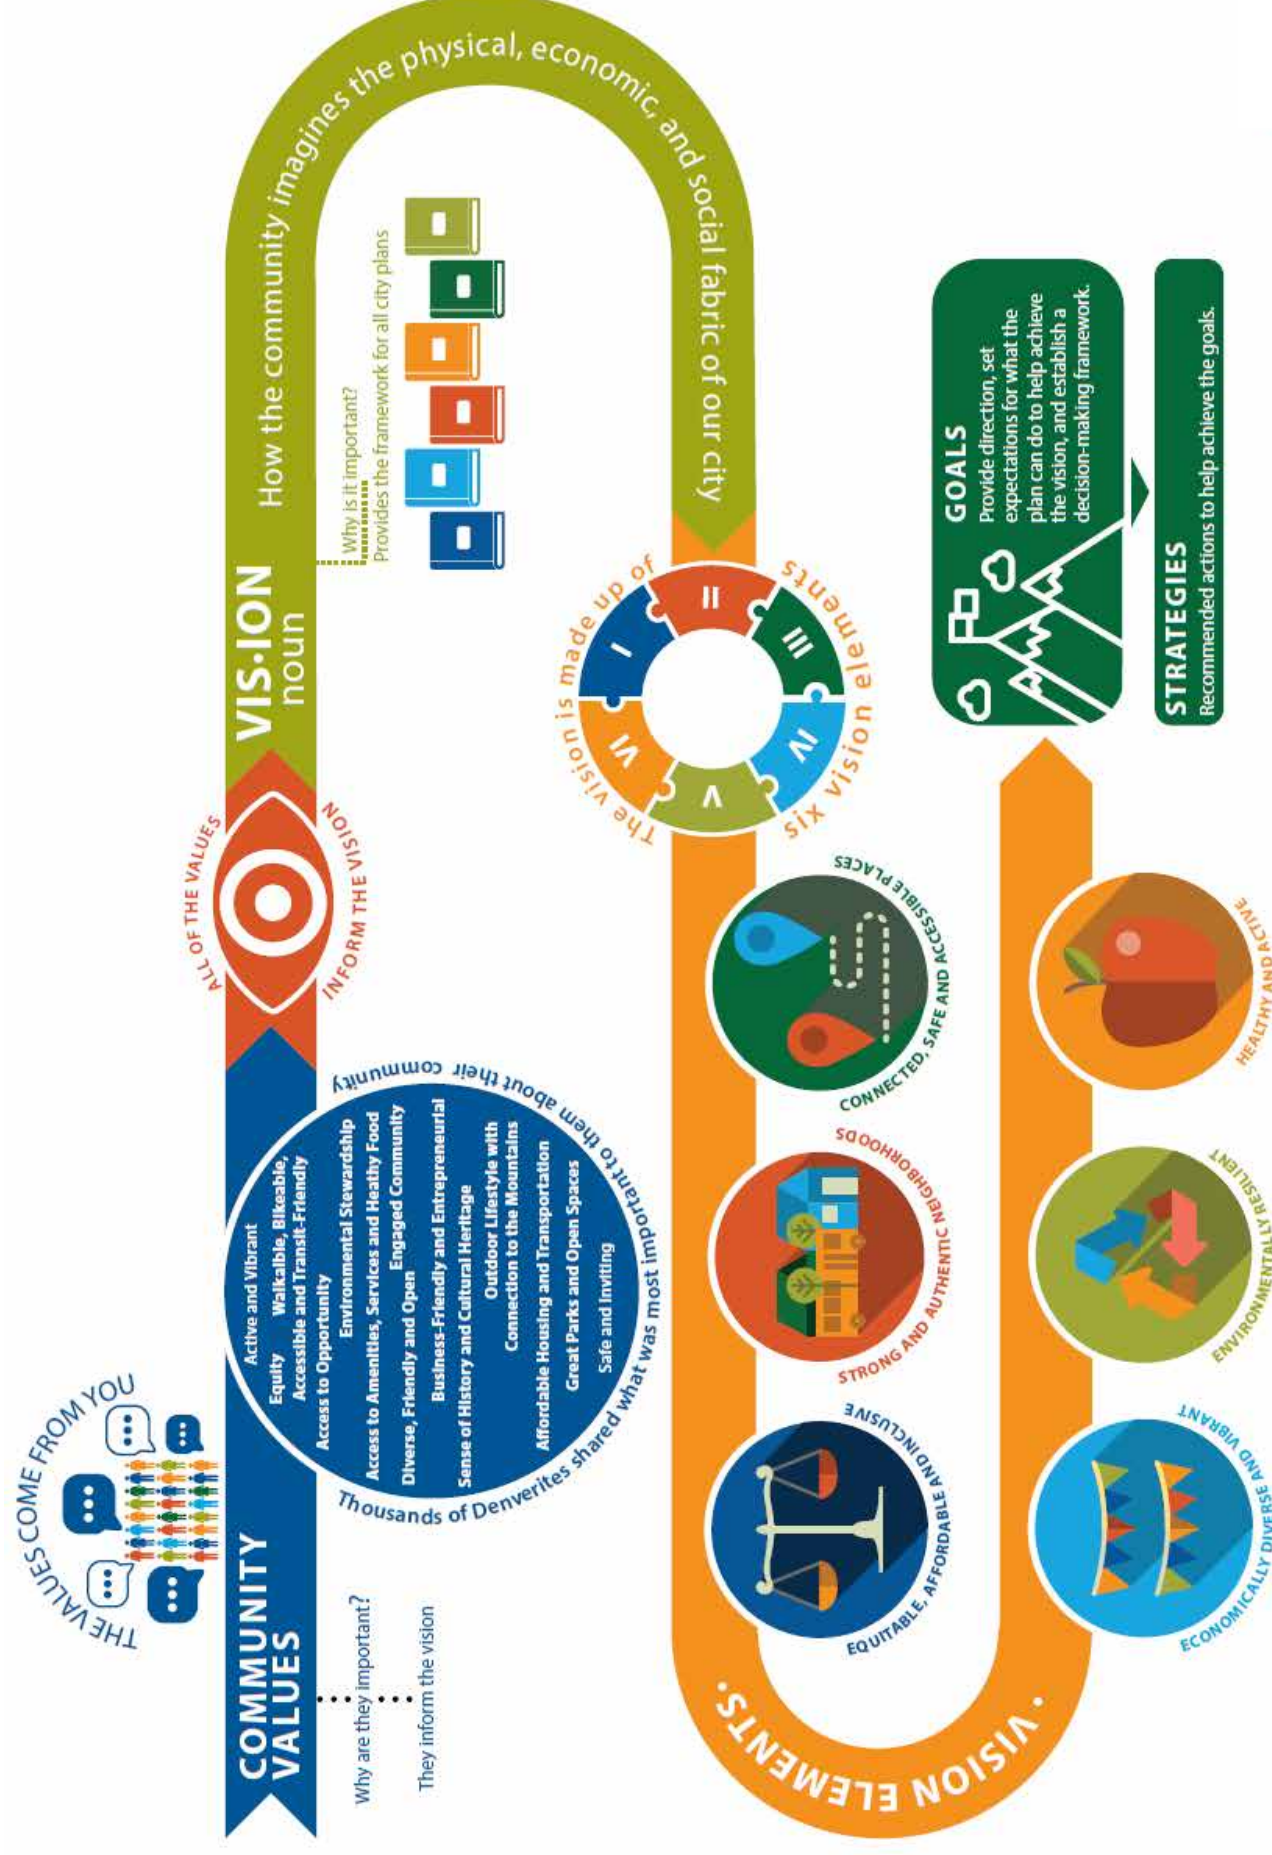 THE VALUES COME FROM YOU
COMMUNITY
VALUES
Why are they important?
They inform the vision
Active and Vibrant
Equity Walkalble, Bikeable,
Accessible and Transit-Friendly
Access to Opportunity
Environmental Stewardship
Access to Amenities, Services and Heathy Food
Engaged Community
Diverse, Friendly and Open
Business-Friendly and Entrepreneurial
Sense of History and Cultural Heritage
Outdoor Lifestyle with
Connection to the Mountains
Affordable Housing and Transportation
Great Parks and Open Spaces
Safe and Inviting
Thousands of Denverites shared what was most important to them about their community
ALL OF THE VALUES
INFORM THE VISION
VIS·ION
noun
How the community imagines the physical, economic, and social fabric of our city
Why is it important?
Provides the framework for all city plans
The vision is made up of
six vision elements
I
II
III
IV
V
VI
• VISION ELEMENTS •
EQUITABLE, AFFORDABLE AND INCLUSIVE
STRONG AND AUTHENTIC NEIGHBORHOODS
CONNECTED, SAFE AND ACCESSIBLE PLACES
ECONOMICALLY DIVERSE AND VIBRANT
ENVIRONMENTALLY RESILIENT
HEALTHY AND ACTIVE
GOALS
Provide direction, set
expectations for what the
plan can do to help achieve
the vision, and establish a
decision-making framework.
STRATEGIES
Recommended actions to help achieve the goals.